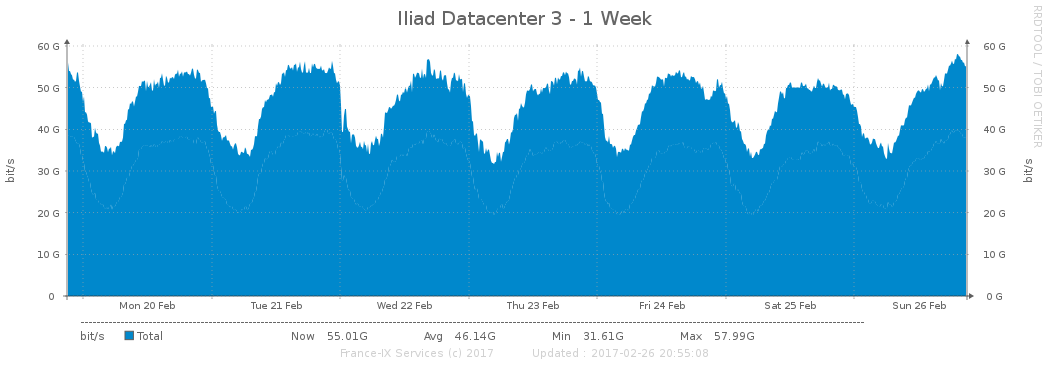 Iliad Datacenter 3 - 1 Week
RRDTOOL / TOBI OETIKER
60 G 60 G
50 G 50 G
40 G 40 G
30 G 30 G
20 G 20 G
10 G 10 G
0 0 G
bit/s bit/s
Mon 20 Feb Tue 21 Feb Wed 22 Feb Thu 23 Feb Fri 24 Feb Sat 25 Feb Sun 26 Feb
bit/s Total Now 55.01G Avg 46.14G Min 31.61G Max 57.99G
France-IX Services (c) 2017 Updated : 2017-02-26 20:55:08